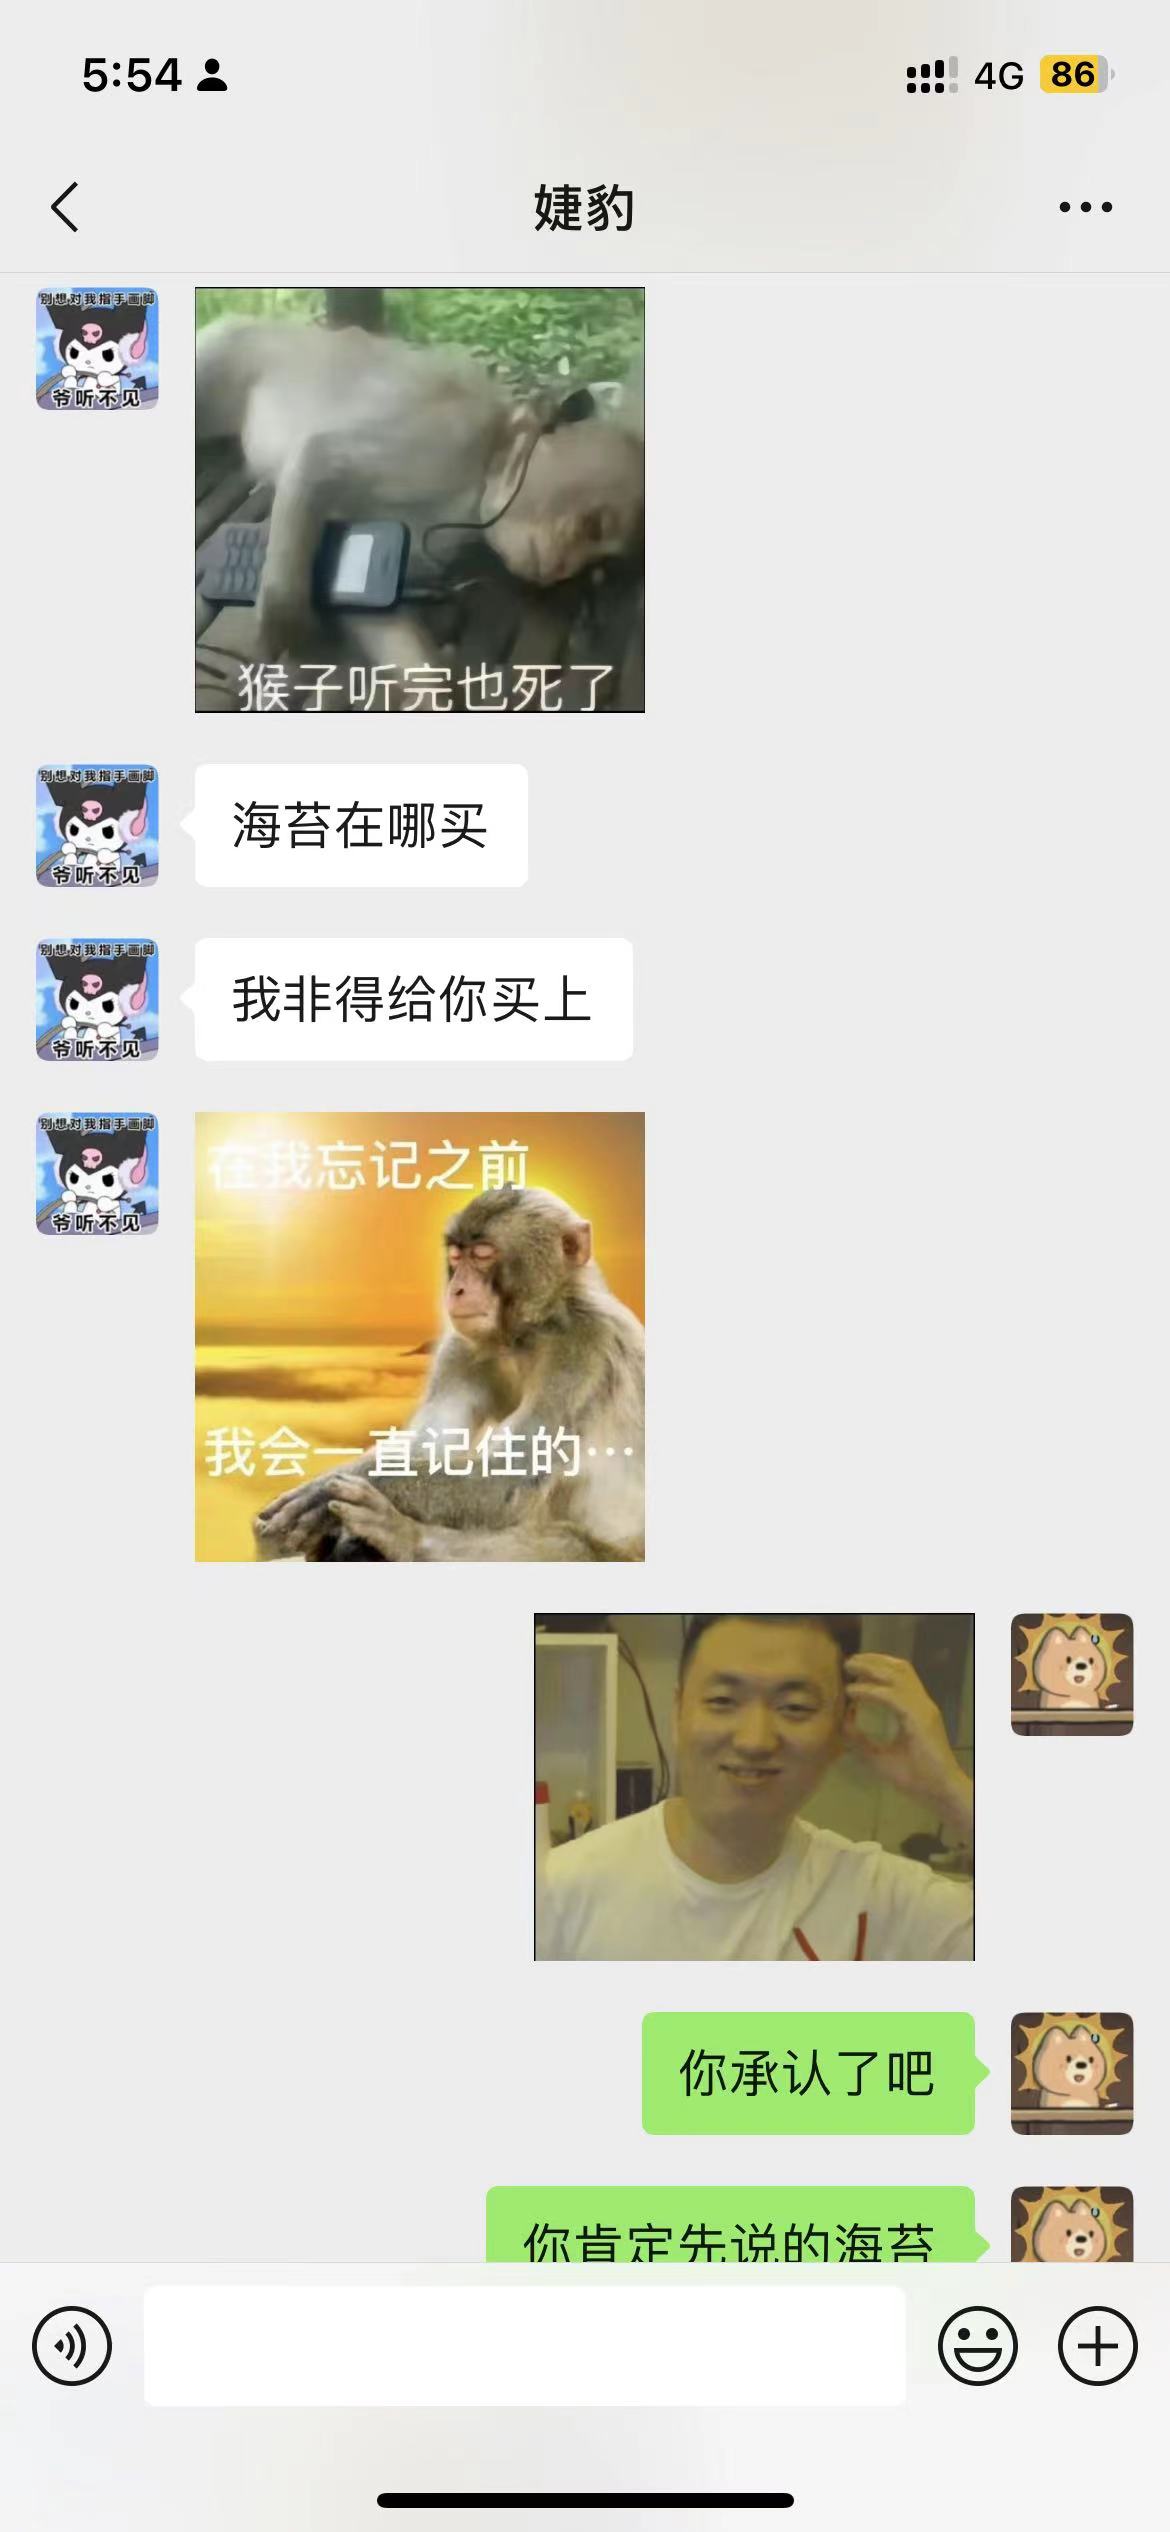 5:54
4G
86
婕豹
别想对我指手画脚
爷听不见
猴子听完也死了
别想对我指手画脚
爷听不见
海苔在哪买
别想对我指手画脚
爷听不见
我非得给你买上
别想对我指手画脚
爷听不见
在我忘记之前
我会一直记住的…
你承认了吧
你肯定先说的海苔